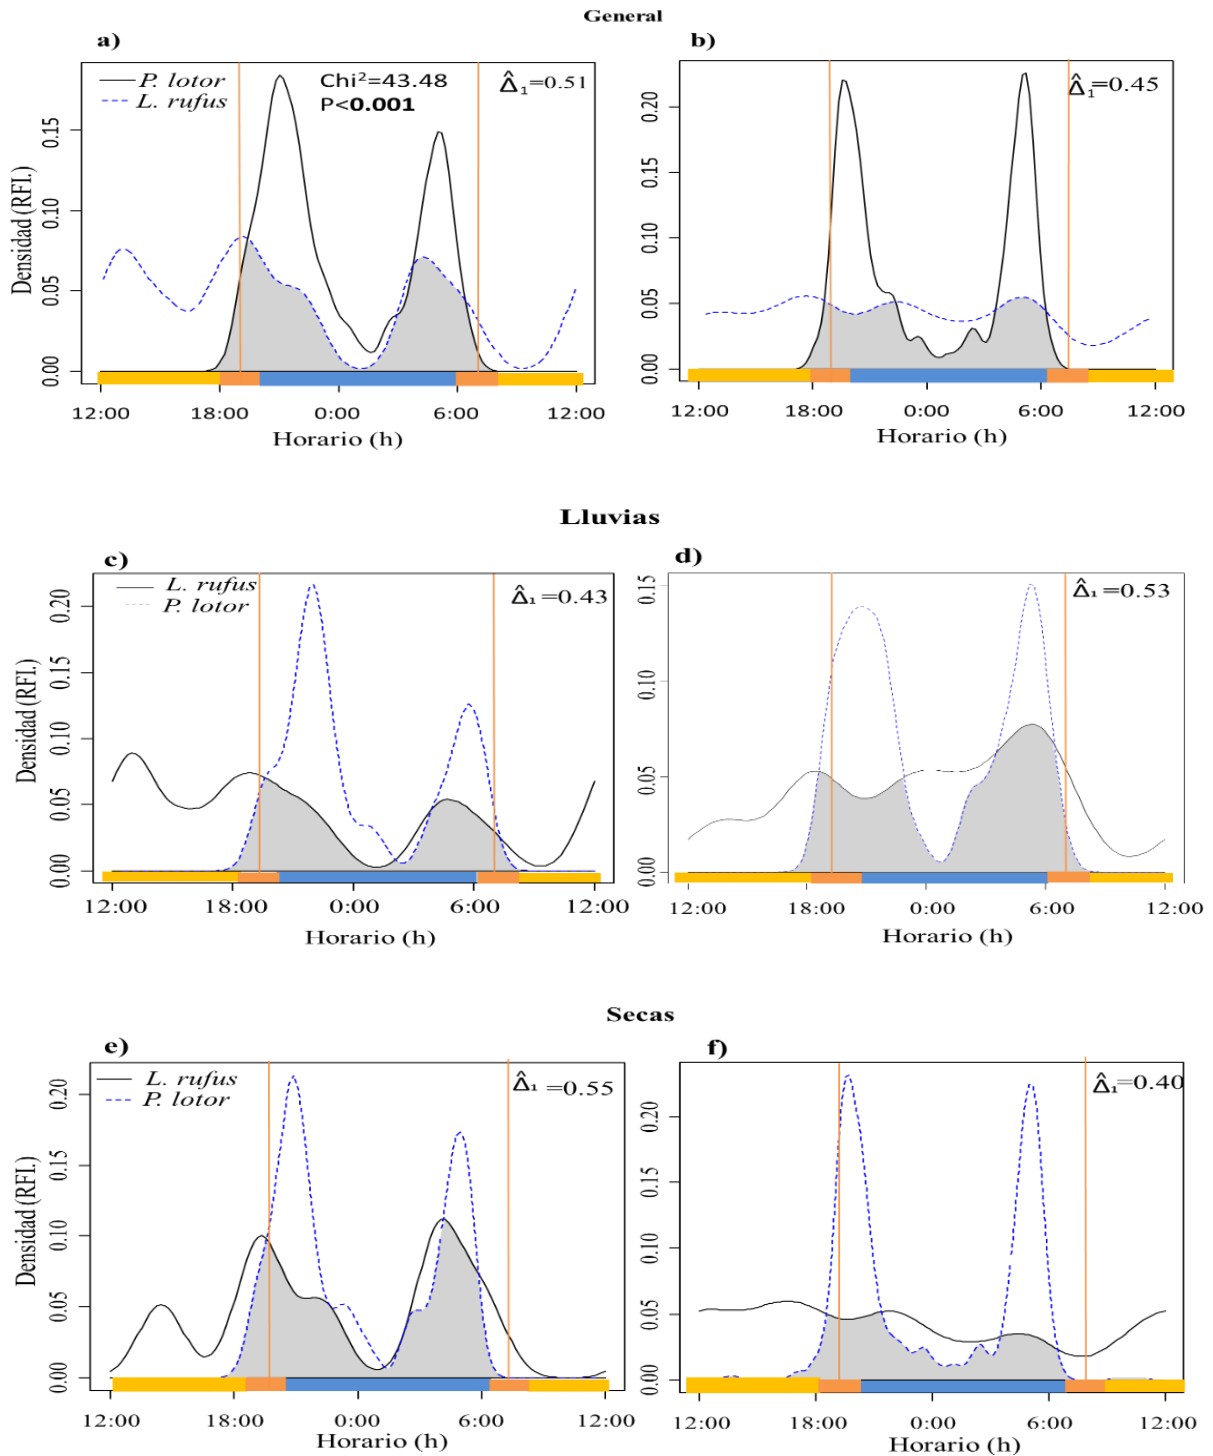 General
a)
P. lotor
L. rufus
Chi²=43.48
P<0.001
Δ̂₁=0.51
Densidad (RFI.)
0.15
0.10
0.05
0.00
12:00 18:00 0:00 6:00 12:00
Horario (h)
b)
Δ̂₁=0.45
0.20
0.15
0.10
0.05
0.00
12:00 18:00 0:00 6:00 12:00
Horario (h)
Lluvias
c)
L. rufus
P. lotor
Δ̂₁=0.43
Densidad (RFI.)
0.20
0.15
0.10
0.05
0.00
12:00 18:00 0:00 6:00 12:00
Horario (h)
d)
Δ̂₁=0.53
0.15
0.10
0.05
0.00
12:00 18:00 0:00 6:00 12:00
Horario (h)
Secas
e)
L. rufus
P. lotor
Δ̂₁=0.55
Densidad (RFI.)
0.20
0.15
0.10
0.05
0.00
12:00 18:00 0:00 6:00 12:00
Horario (h)
f)
Δ̂₁=0.40
0.20
0.15
0.10
0.05
0.00
12:00 18:00 0:00 6:00 12:00
Horario (h)